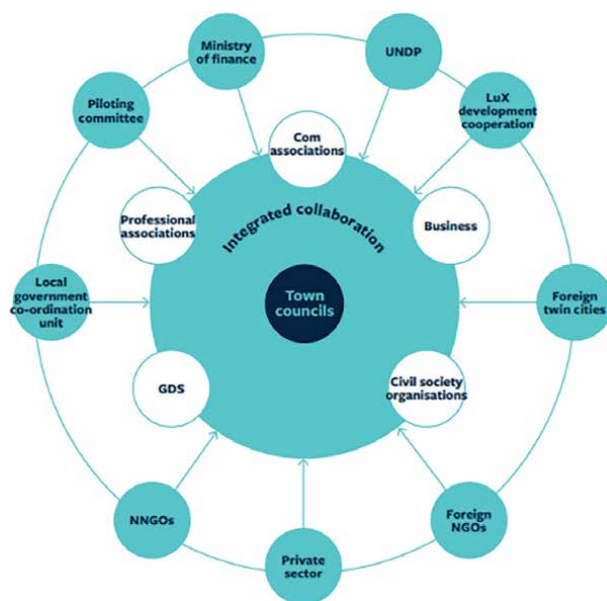 Ministry
of finance
UNDP
Piloting
committee
LuX
development
cooperation
Com
associations
Professional
associations
Integrated collaboration
Business
Local
government
co-ordination
unit
Town
councils
Foreign
twin cities
GDS
Civil society
organisations
NNGOs
Foreign
NGOs
Private
sector